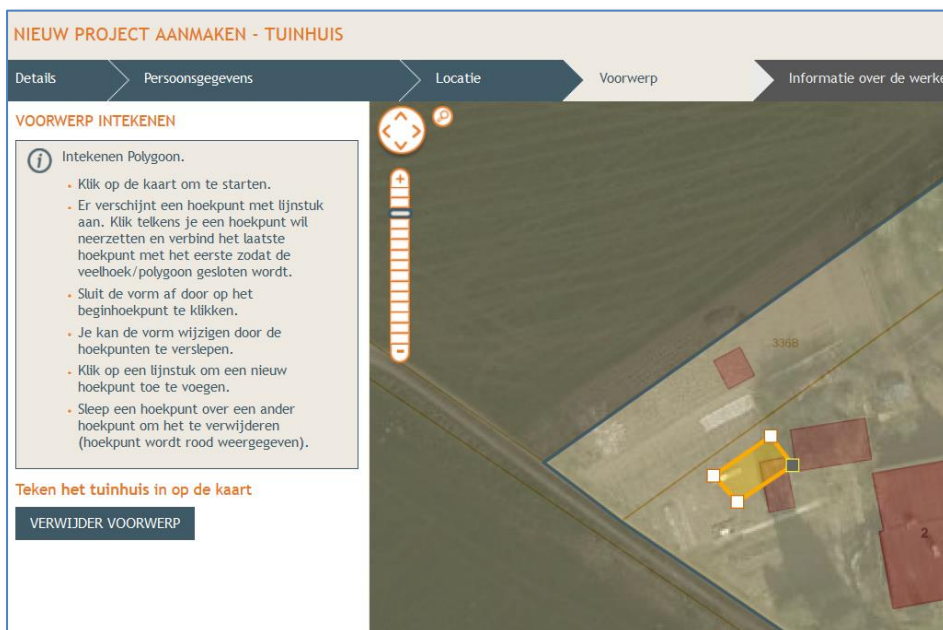 NIEUW PROJECT AANMAKEN - TUINHUIS
Details
Persoonsgegevens
Locatie
Voorwerp
Informatie over de werke
VOORWERP INTEKENEN
Intekenen Polygoon.
Klik op de kaart om te starten.
Er verschijnt een hoekpunt met lijnstuk
aan. Klik telkens je een hoekpunt wil
neerzetten en verbind het laatste
hoekpunt met het eerste zodat de
veelhoek/polygoon gesloten wordt.
Sluit de vorm af door op het
beginhoekpunt te klikken.
Je kan de vorm wijzigen door de
hoekpunten te verslepen.
Klik op een lijnstuk om een nieuw
hoekpunt toe te voegen.
Sleep een hoekpunt over een ander
hoekpunt om het te verwijderen
(hoekpunt wordt rood weergegeven).
Teken het tuinhuis in op de kaart
VERWIJDER VOORWERP
336B
2